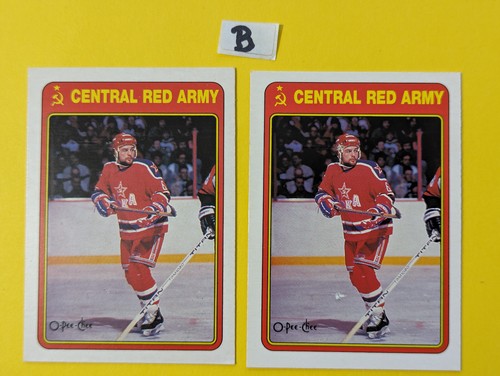 B
CENTRAL RED ARMY
O-Pee-Chee
CENTRAL RED ARMY
O-Pee-Chee